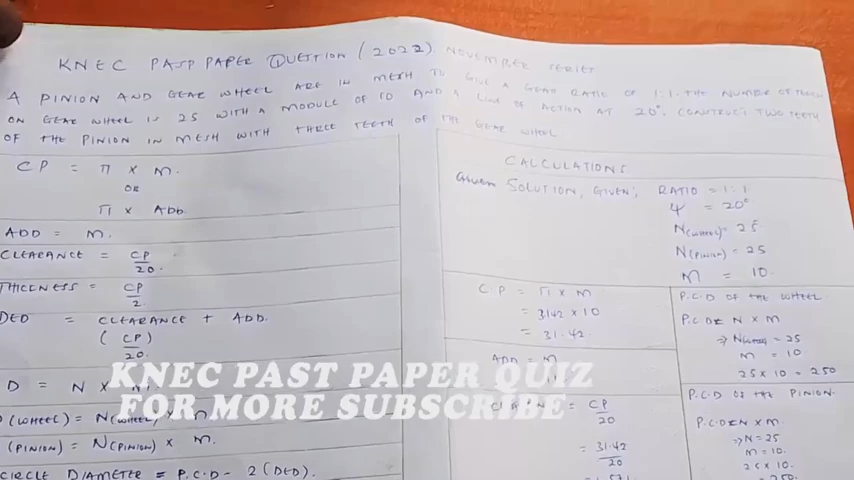 KNEC PASP PAPER QUESTION (2022). NOVEMBER SERIES
A PINION AND GEAR WHEEL ARE IN MESH TO GIVE A GEAR RATIO OF 1:1. THE NUMBER OF TEETH
ON GEAR WHEEL IS 25 WITH A MODULE OF 10 AND A LINE OF ACTION AT 20°. CONSTRUCT TWO TEETH
OF THE PINION IN MESH WITH THREE TEETH OF THE GEAR WHEEL
CP = π x m.
OR
π x ADD
ADD = m.
CLEARANCE = CP
20.
THICKNESS = CP
2.
DED = CLEARANCE + ADD.
(CP)
20.
D = N x m.
D(WHEEL) = N(WHEEL) x m
(PINION) = N(PINION) x m.
CIRCLE DIAMETER = P.C.D - 2(DED).
CALCULATIONS
Given SOLUTION, GIVEN; RATIO = 1:1
Ψ = 20°
N(WHEEL) = 25
N(PINION) = 25
m = 10.
C.P = π x m
= 3.142 x 10
= 31.42.
ADD = m
CP
20
= 31.42
20
= 1.571
P.C.D OF THE WHEEL
P.C.D = N x m
⇒ N(WHEEL) = 25
m = 10
25 x 10 = 250
P.C.D OF THE PINION.
P.C.D = N x m.
⇒ N = 25
m = 10.
25 x 10.
= 250.
KNEC PAST PAPER QUIZ
FOR MORE SUBSCRIBE